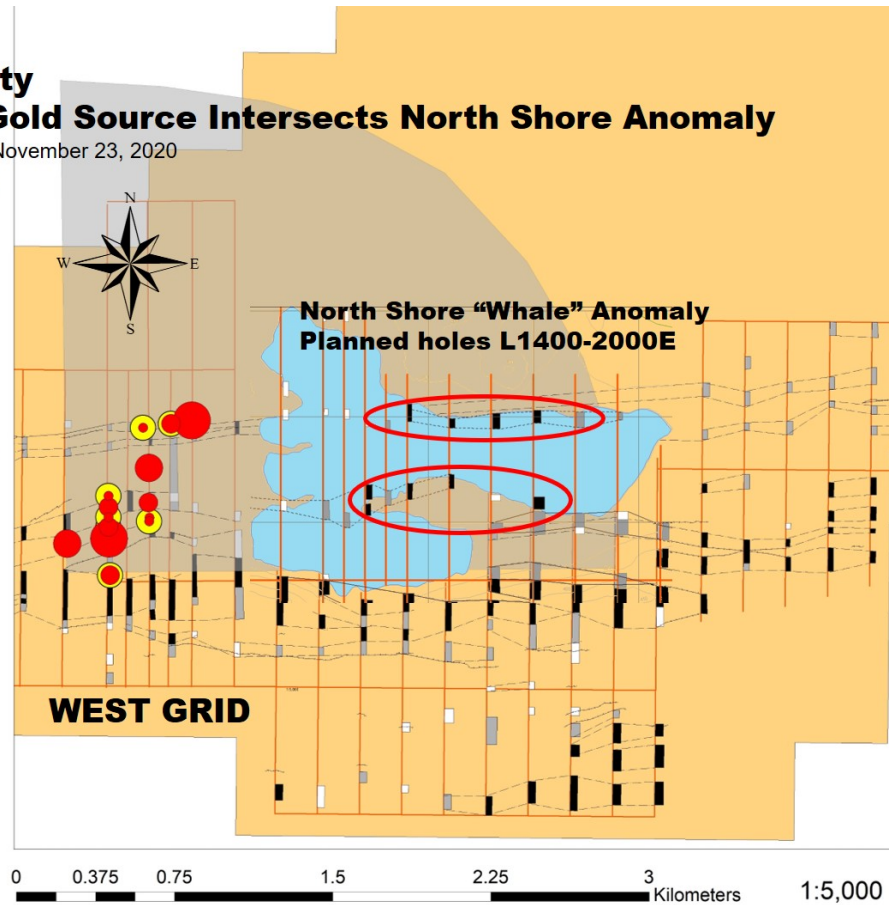 ty
Gold Source Intersects North Shore Anomaly
November 23, 2020
N
W E
S
North Shore “Whale” Anomaly
Planned holes L1400-2000E
WEST GRID
0 0.375 0.75 1.5 2.25 3
Kilometers 1:5,000